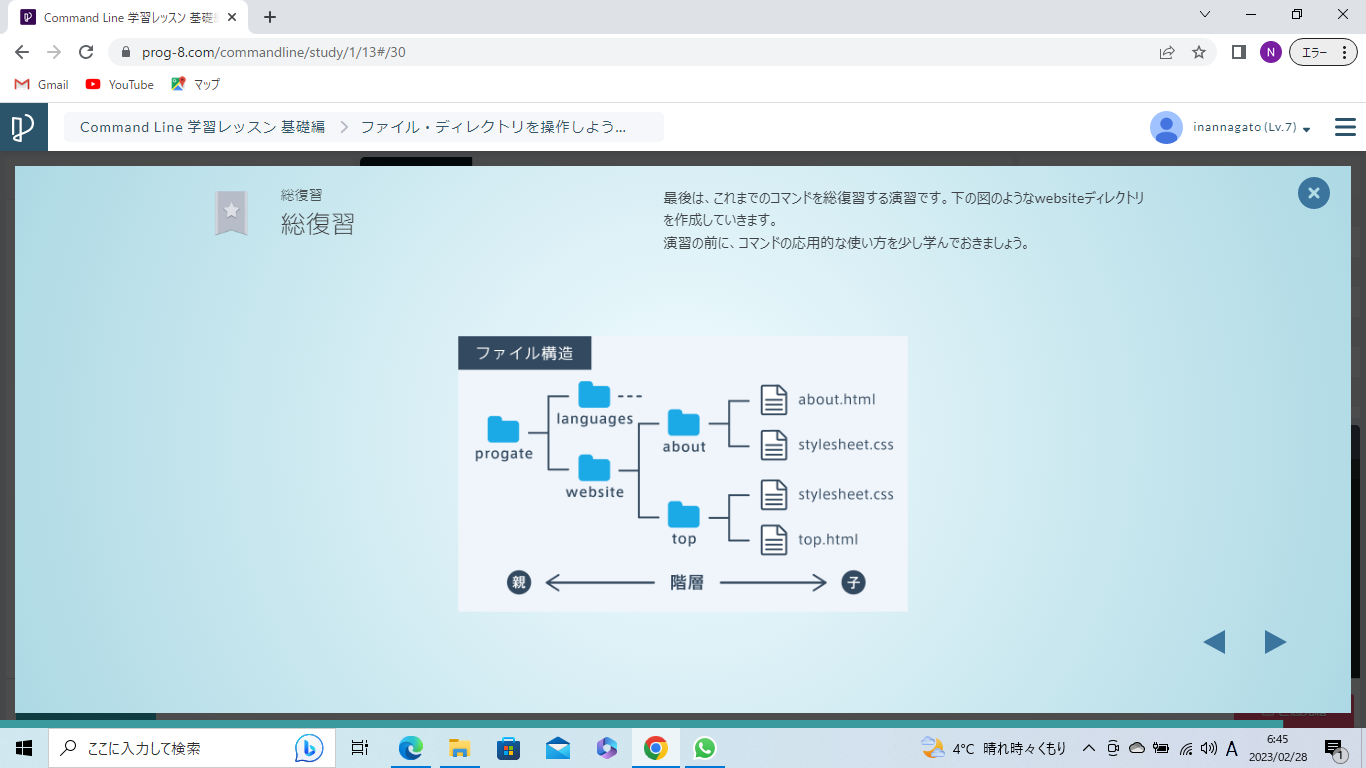 Command Line 学習レッスン 基礎
prog-8.com/commandline/study/1/13#/30
N
エラー
Gmail
YouTube
マップ
Command Line 学習レッスン 基礎編
ファイル・ディレクトリを操作しよう...
inannagato (Lv.7)
総復習
総復習
最後は、これまでのコマンドを総復習する演習です。下の図のようなwebsiteディレクトリ
を作成していきます。
演習の前に、コマンドの応用的な使い方を少し学んでおきましょう。
ファイル構造
progate
languages
website
about
top
about.html
stylesheet.css
stylesheet.css
top.html
親
階層
子
ここに入力して検索
4°C 晴れ時々くもり
A
6:45
2023/02/28
1